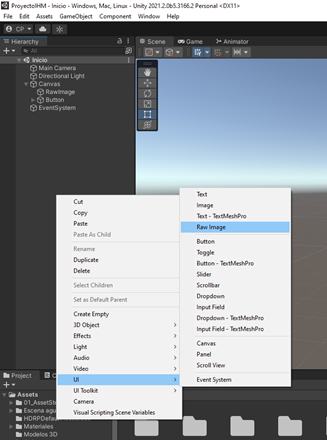 ProyectoIHM - Inicio - Windows, Mac, Linux - Unity 2021.2.0b5.3166.2 Personal <DX11>
File Edit Assets GameObject Component Window Help
CP
Hierarchy
Scene Game Animator
All
Inicio
Main Camera
Directional Light
Canvas
RawImage
Button
EventSystem
Cut
Copy
Paste
Paste As Child
Rename
Duplicate
Delete
Select Children
Set as Default Parent
Create Empty
3D Object
Effects
Light
Audio
Video
UI
UI Toolkit
Camera
Visual Scripting Scene Variables
Text
Image
Text - TextMeshPro
Raw Image
Button
Toggle
Button - TextMeshPro
Slider
Scrollbar
Dropdown
Input Field
Dropdown - TextMeshPro
Input Field - TextMeshPro
Canvas
Panel
Scroll View
Event System
Project
Assets
01_AssetSto
Escena agu
HDRPDefau
Materiales
Modelos 3D